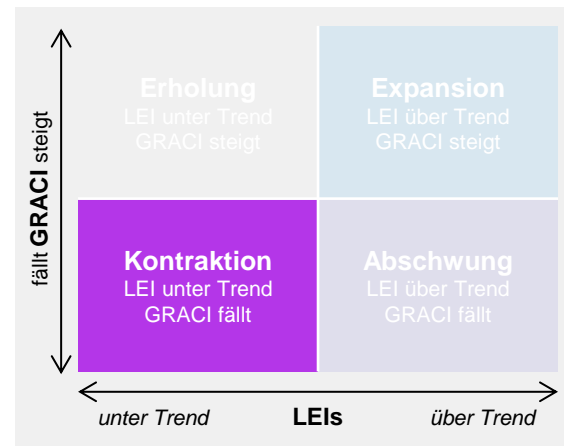 fällt GRACI steigt
Erholung
LEI unter Trend
GRACI steigt
Expansion
LEI über Trend
GRACI steigt
Kontraktion
LEI unter Trend
GRACI fällt
Abschwung
LEI über Trend
GRACI fällt
unter Trend LEIs über Trend